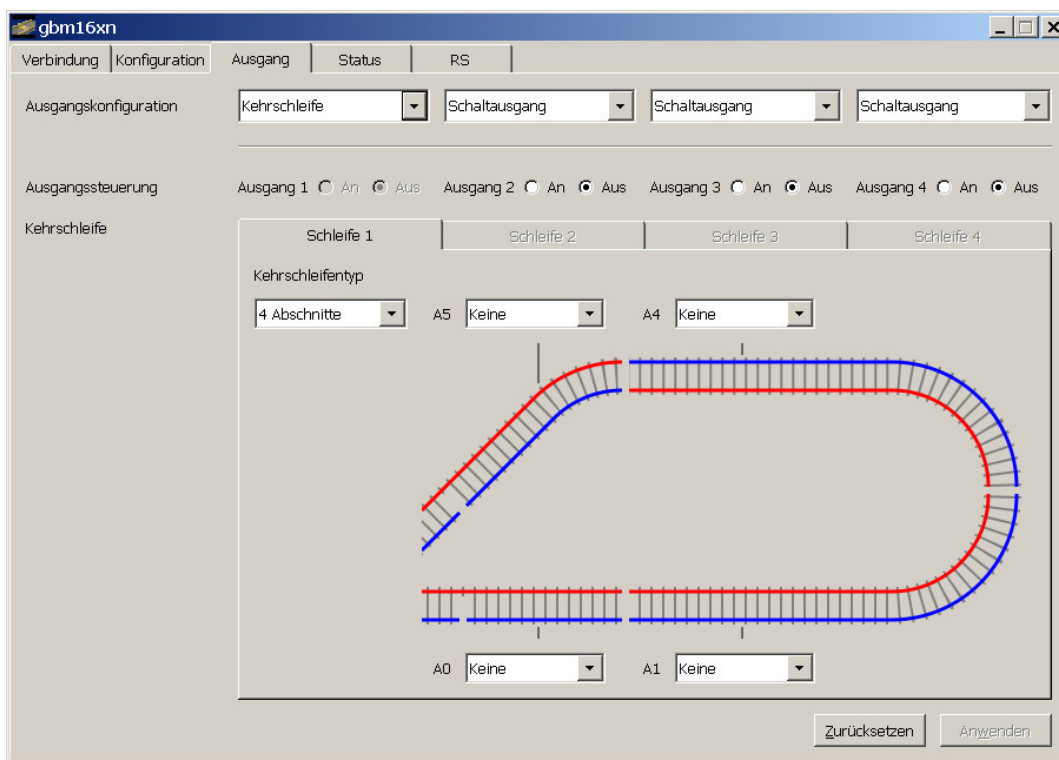 gbm16xn
Verbindung Konfiguration Ausgang Status RS
Ausgangskonfiguration Kehrschleife Schaltausgang Schaltausgang Schaltausgang
Ausgangssteuerung Ausgang 1 An Aus Ausgang 2 An Aus Ausgang 3 An Aus Ausgang 4 An Aus
Kehrschleife Schleife 1 Schleife 2 Schleife 3 Schleife 4
Kehrschleifentyp
4 Abschnitte A5 Keine A4 Keine
A0 Keine A1 Keine
Zurücksetzen Anwenden